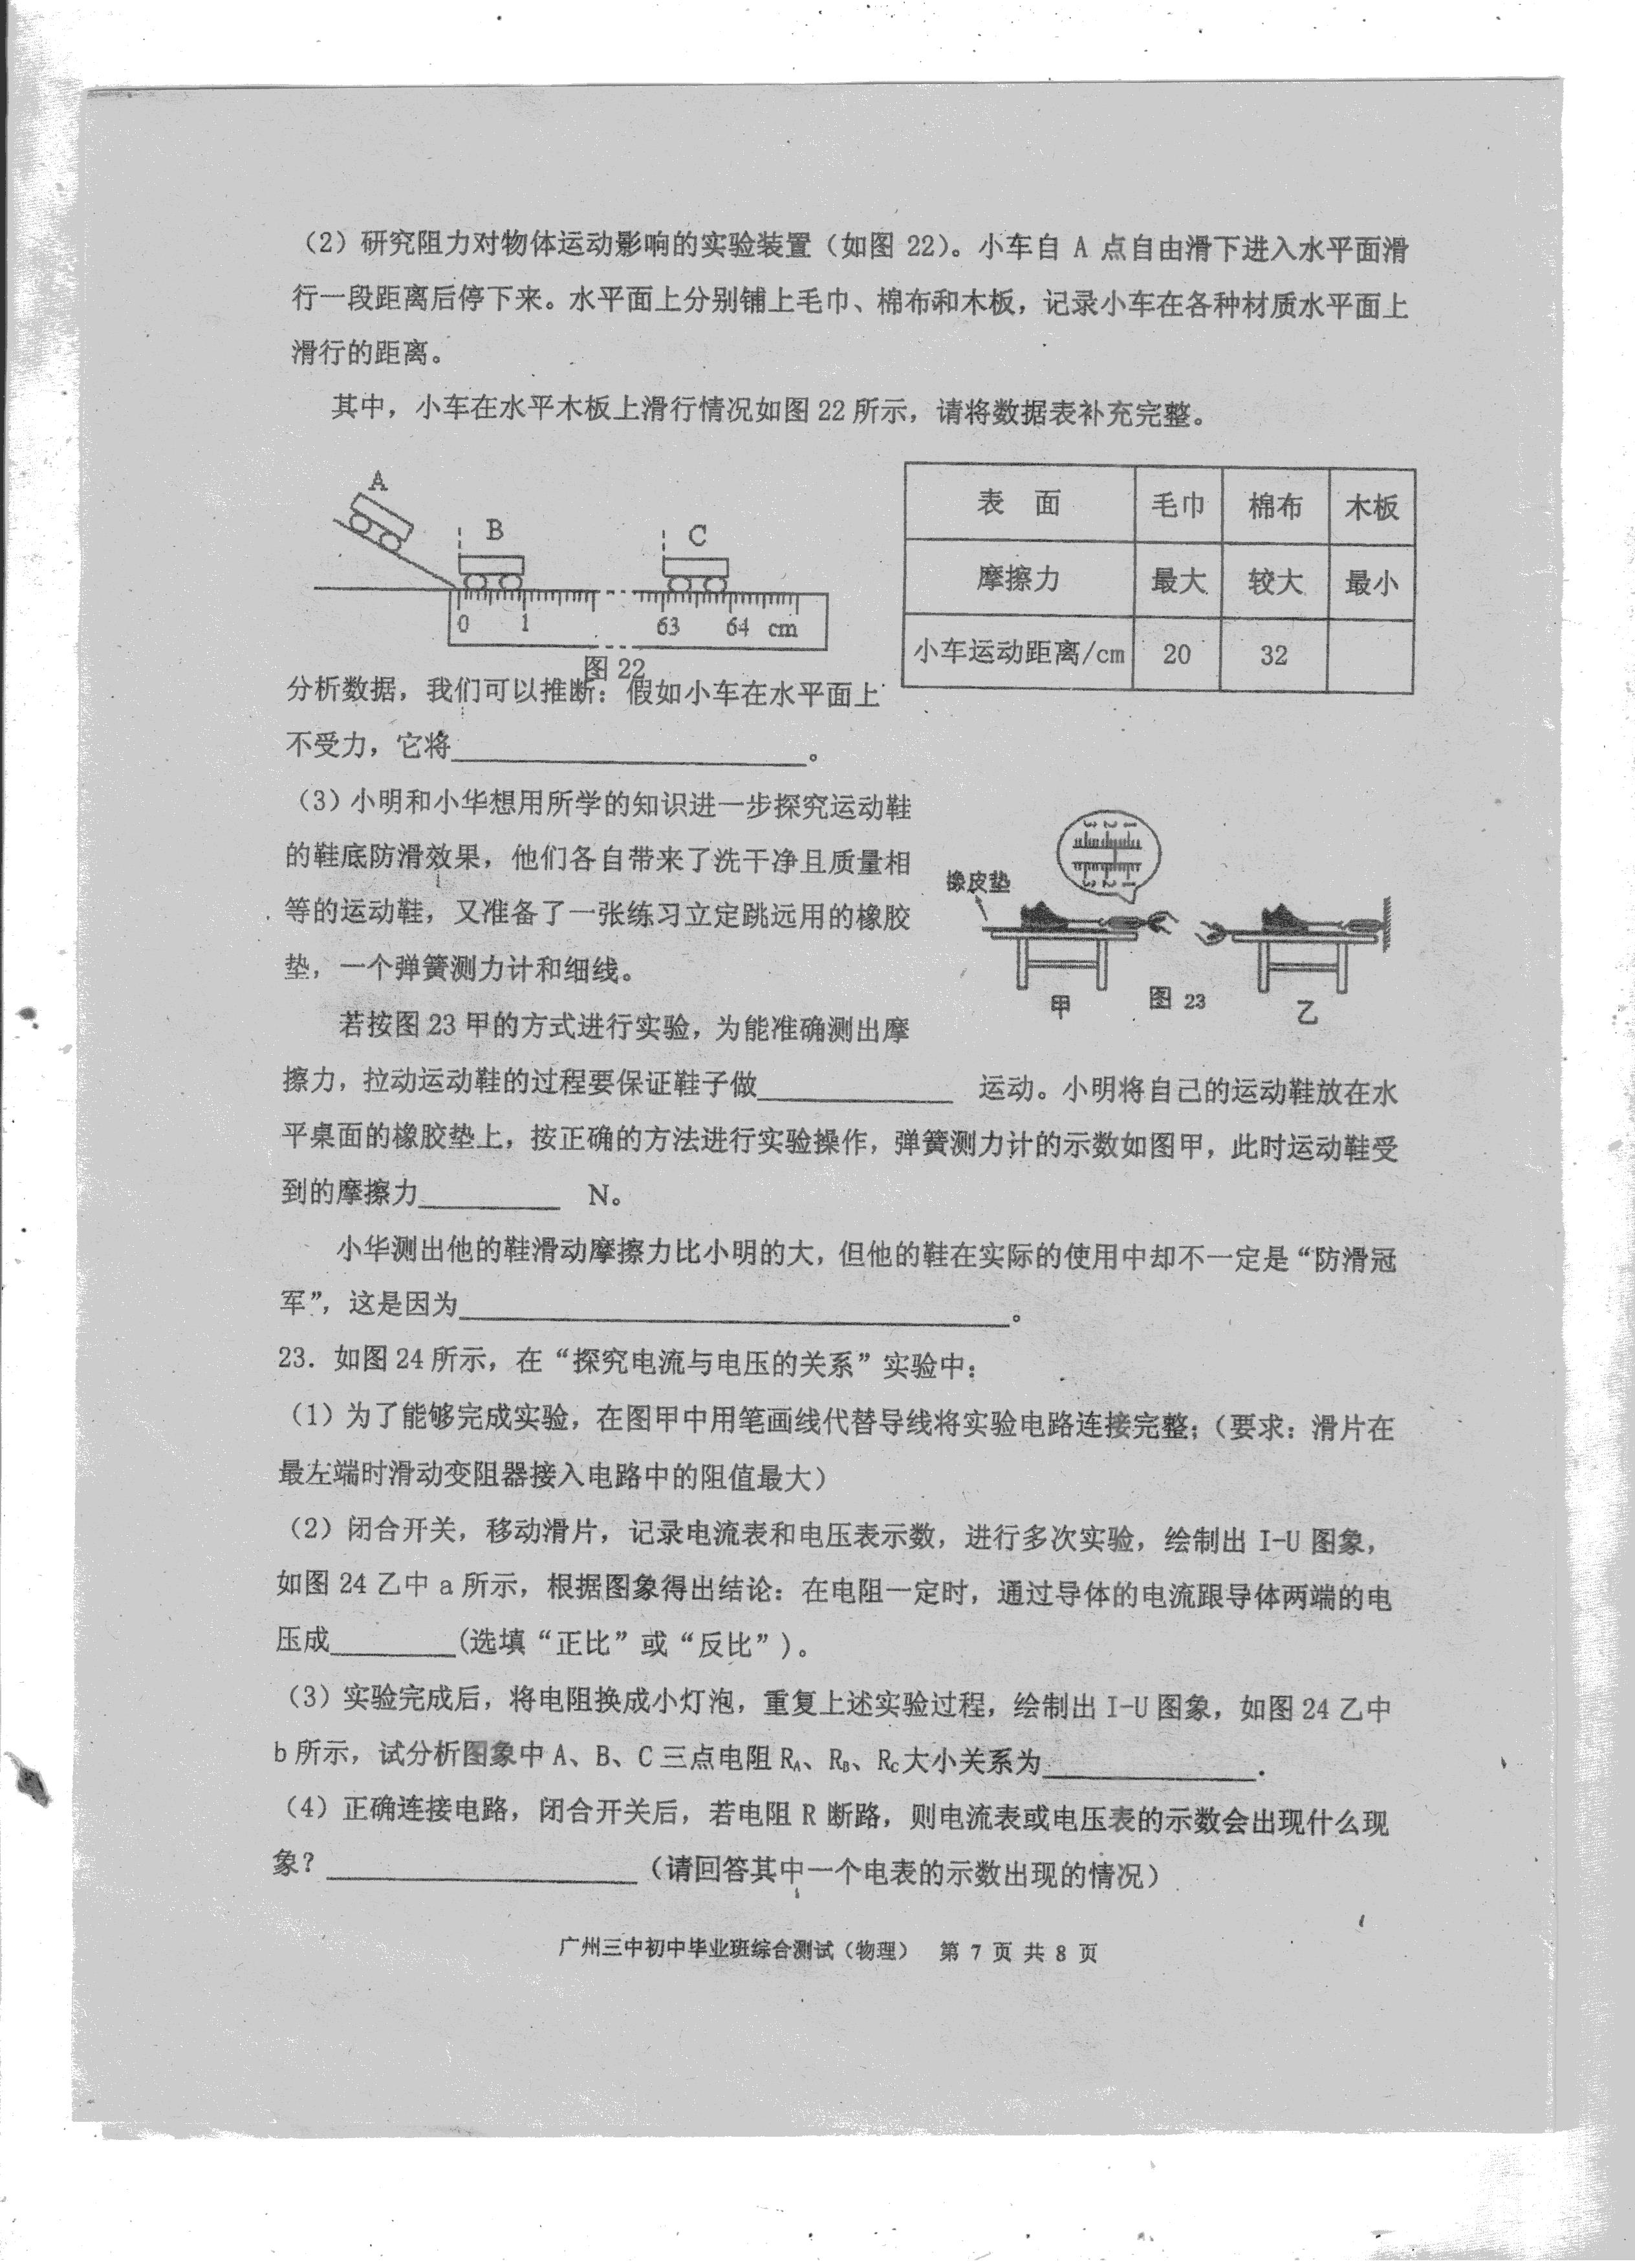 （2）研究阻力对物体运动影响的实验装置（如图 22）。小车自 A 点自由滑下进入水平面滑
行一段距离后停下来。水平面上分别铺上毛巾、棉布和木板，记录小车在各种材质水平面上
滑行的距离。
其中，小车在水平木板上滑行情况如图 22 所示，请将数据表补充完整。
A
B
C
0 1 63 64 cm
图 22
表 面 毛巾 棉布 木板
摩擦力 最大 较大 最小
小车运动距离/cm 20 32
分析数据，我们可以推断：假如小车在水平面上
不受力，它将____________。
（3）小明和小华想用所学的知识进一步探究运动鞋
的鞋底防滑效果，他们各自带来了洗干净且质量相
等的运动鞋，又准备了一张练习立定跳远用的橡胶
垫，一个弹簧测力计和细线。
橡皮垫
3 2 1
3 2 1
甲 图 23 乙
若按图 23 甲的方式进行实验，为能准确测出摩
擦力，拉动运动鞋的过程要保证鞋子做____________ 运动。小明将自己的运动鞋放在水
平桌面的橡胶垫上，按正确的方法进行实验操作，弹簧测力计的示数如图甲，此时运动鞋受
到的摩擦力________ N。
小华测出他的鞋滑动摩擦力比小明的大，但他的鞋在实际的使用中却不一定是“防滑冠
军”，这是因为____________________。
23．如图 24 所示，在“探究电流与电压的关系”实验中：
（1）为了能够完成实验，在图甲中用笔画线代替导线将实验电路连接完整；（要求：滑片在
最左端时滑动变阻器接入电路中的阻值最大）
（2）闭合开关，移动滑片，记录电流表和电压表示数，进行多次实验，绘制出 I-U 图象，
如图 24 乙中 a 所示，根据图象得出结论：在电阻一定时，通过导体的电流跟导体两端的电
压成________(选填“正比”或“反比”)。
（3）实验完成后，将电阻换成小灯泡，重复上述实验过程，绘制出 I-U 图象，如图 24 乙中
b 所示，试分析图象中 A、B、C 三点电阻 RA、RB、RC 大小关系为____________.
（4）正确连接电路，闭合开关后，若电阻 R 断路，则电流表或电压表的示数会出现什么现
象？________________（请回答其中一个电表的示数出现的情况）
广州三中初中毕业班综合测试（物理） 第 7 页 共 8 页